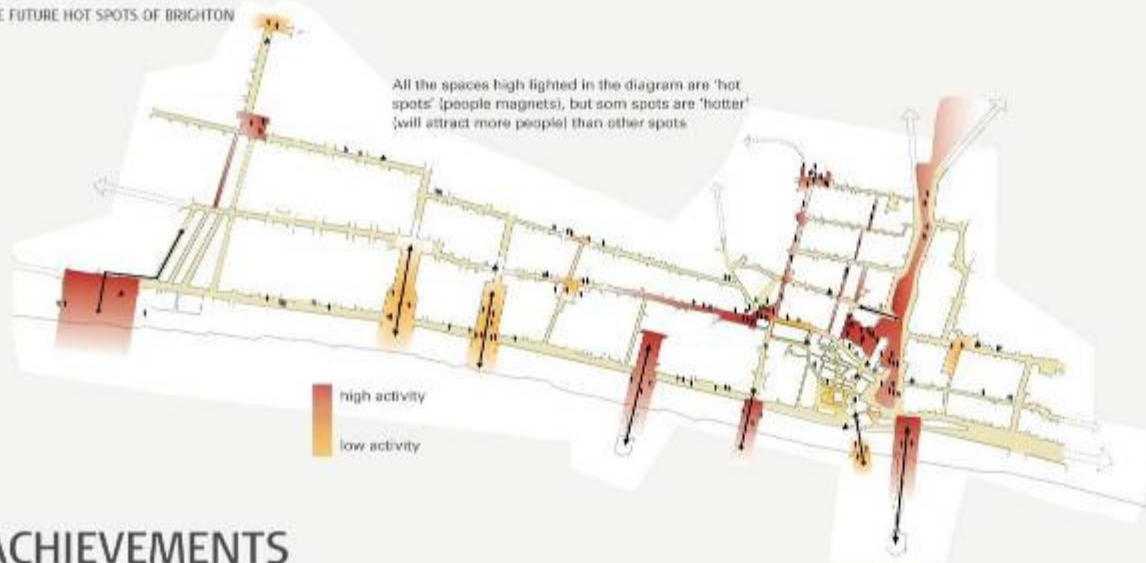 E FUTURE HOT SPOTS OF BRIGHTON
All the spaces high lighted in the diagram are 'hot
spots' (people magnets), but som spots are 'hotter'
(will attract more people) than other spots
high activity
low activity
ACHIEVEMENTS